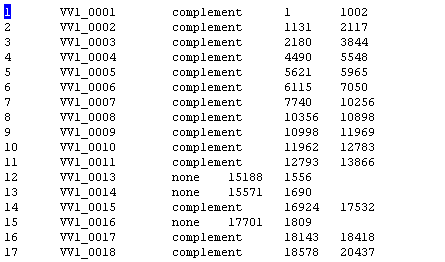 1 VV1_0001 complement 1 1002
2 VV1_0002 complement 1131 2117
3 VV1_0003 complement 2180 3844
4 VV1_0004 complement 4490 5548
5 VV1_0005 complement 5621 5965
6 VV1_0006 complement 6115 7050
7 VV1_0007 complement 7740 10256
8 VV1_0008 complement 10356 10898
9 VV1_0009 complement 10998 11969
10 VV1_0010 complement 11962 12783
11 VV1_0011 complement 12793 13866
12 VV1_0013 none 15188 1556
13 VV1_0014 none 15571 1690
14 VV1_0015 complement 16924 17532
15 VV1_0016 none 17701 1809
16 VV1_0017 complement 18143 18418
17 VV1_0018 complement 18578 20437